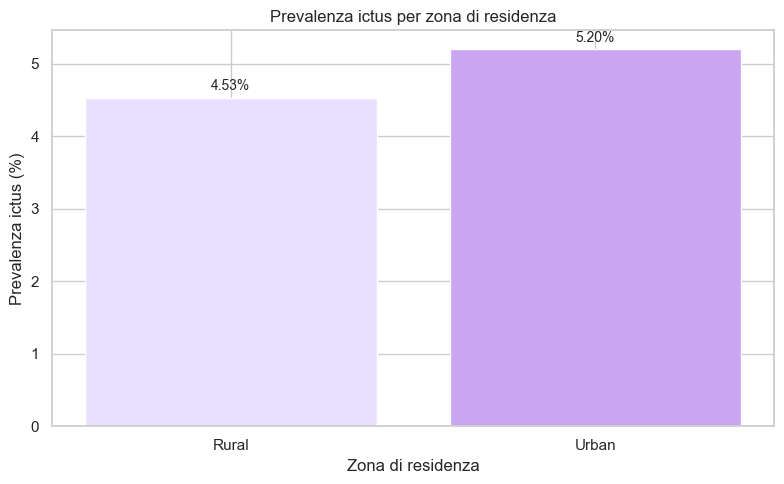 Prevalenza ictus per zona di residenza
Prevalenza ictus (%)
5
4
3
2
1
0
4.53%
5.20%
Rural
Urban
Zona di residenza